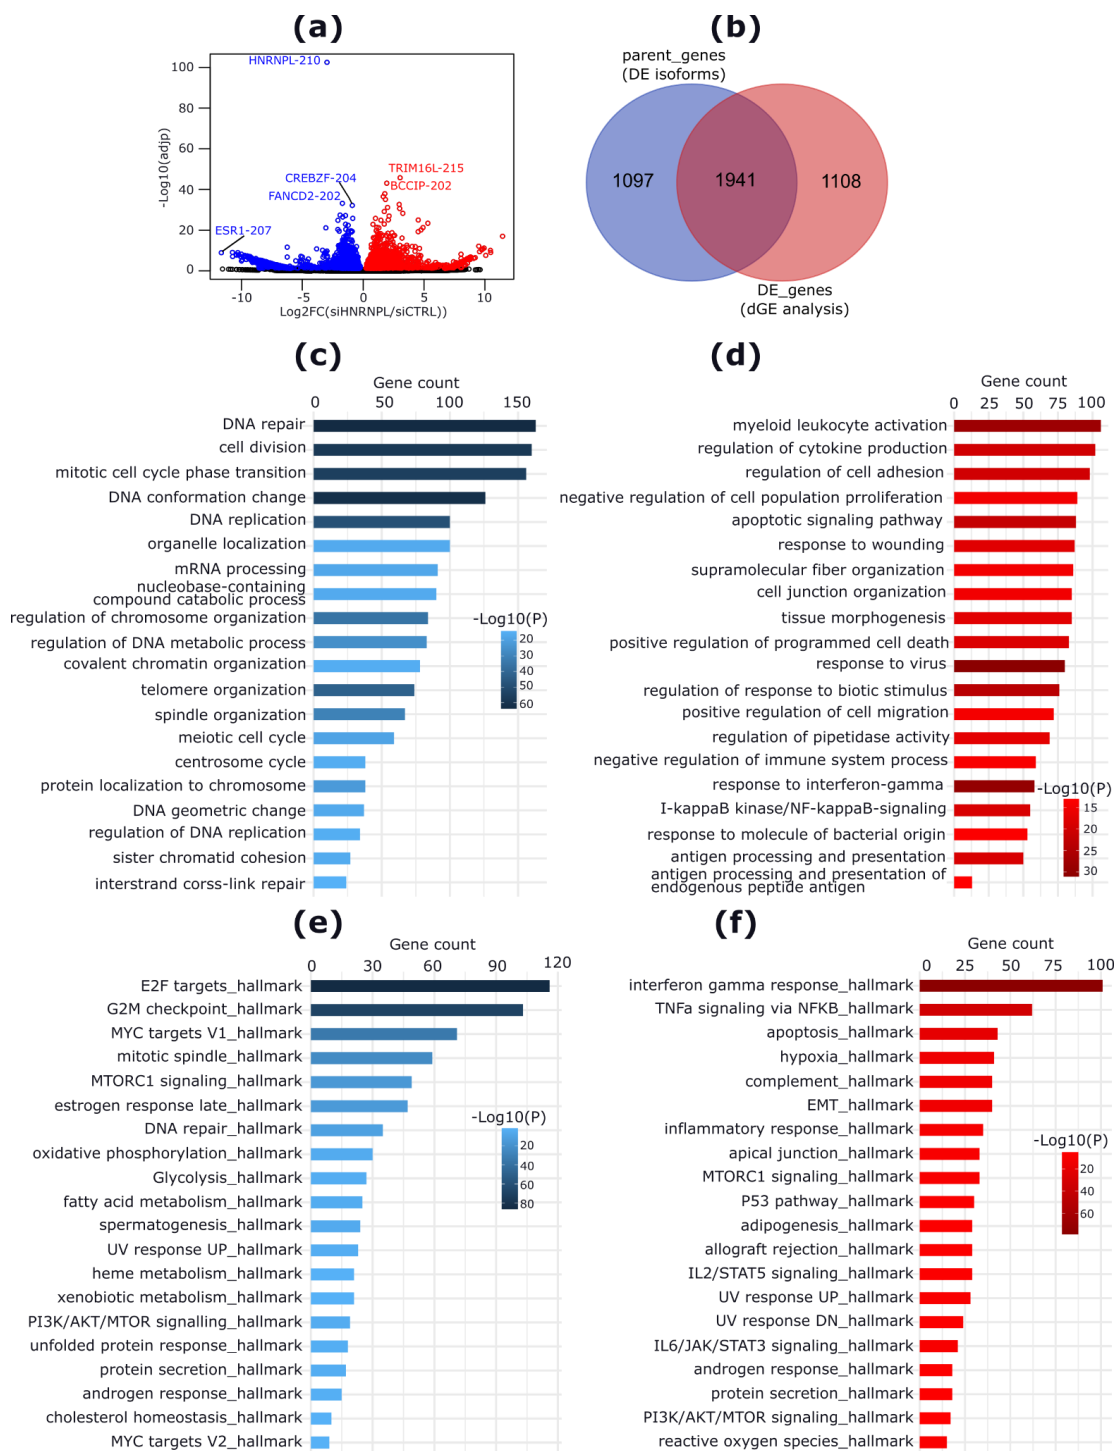 (a)
HNRNPL-210
TRIM16L-215
CREBZF-204
BCCIP-202
FANCD2-202
ESR1-207
-Log10(adjp)
100
80
60
40
20
0
-10
-5
0
5
10
Log2FC(siHNRNPL/siCTRL))
(b)
parent_genes
(DE isoforms)
1097
1941
1108
DE_genes
(dGE analysis)
(c)
Gene count
0
50
100
150
DNA repair
cell division
mitotic cell cycle phase transition
DNA conformation change
DNA replication
organelle localization
mRNA processing
nucleobase-containing
compound catabolic process
regulation of chromosome organization
regulation of DNA metabolic process
covalent chromatin organization
telomere organization
spindle organization
meiotic cell cycle
centrosome cycle
protein localization to chromosome
DNA geometric change
regulation of DNA replication
sister chromatid cohesion
interstrand corss-link repair
-Log10(P)
20
30
40
50
60
(d)
Gene count
0
25
50
75
100
myeloid leukocyte activation
regulation of cytokine production
regulation of cell adhesion
negative regulation of cell population prroliferation
apoptotic signaling pathway
response to wounding
supramolecular fiber organization
cell junction organization
tissue morphogenesis
positive regulation of programmed cell death
response to virus
regulation of response to biotic stimulus
positive regulation of cell migration
regulation of pipetidase activity
negative regulation of immune system process
response to interferon-gamma
I-kappaB kinase/NF-kappaB-signaling
response to molecule of bacterial origin
antigen processing and presentation
antigen processing and presentation of
endogenous peptide antigen
-Log10(P)
15
20
25
30
(e)
Gene count
0
30
60
90
120
E2F targets_hallmark
G2M checkpoint_hallmark
MYC targets V1_hallmark
mitotic spindle_hallmark
MTORC1 signaling_hallmark
estrogen response late_hallmark
DNA repair_hallmark
oxidative phosphorylation_hallmark
Glycolysis_hallmark
fatty acid metabolism_hallmark
spermatogenesis_hallmark
UV response UP_hallmark
heme metabolism_hallmark
xenobiotic metabolism_hallmark
PI3K/AKT/MTOR signalling_hallmark
unfolded protein response_hallmark
protein secretion_hallmark
androgen response_hallmark
cholesterol homeostasis_hallmark
MYC targets V2_hallmark
-Log10(P)
20
40
60
80
(f)
Gene count
0
25
50
75
100
interferon gamma response_hallmark
TNFa signaling via NFKB_hallmark
apoptosis_hallmark
hypoxia_hallmark
complement_hallmark
EMT_hallmark
inflammatory response_hallmark
apical junction_hallmark
MTORC1 signaling_hallmark
P53 pathway_hallmark
adipogenesis_hallmark
allograft rejection_hallmark
IL2/STAT5 signaling_hallmark
UV response UP_hallmark
UV response DN_hallmark
IL6/JAK/STAT3 signaling_hallmark
androgen response_hallmark
protein secretion_hallmark
PI3K/AKT/MTOR signaling_hallmark
reactive oxygen species_hallmark
-Log10(P)
20
40
60